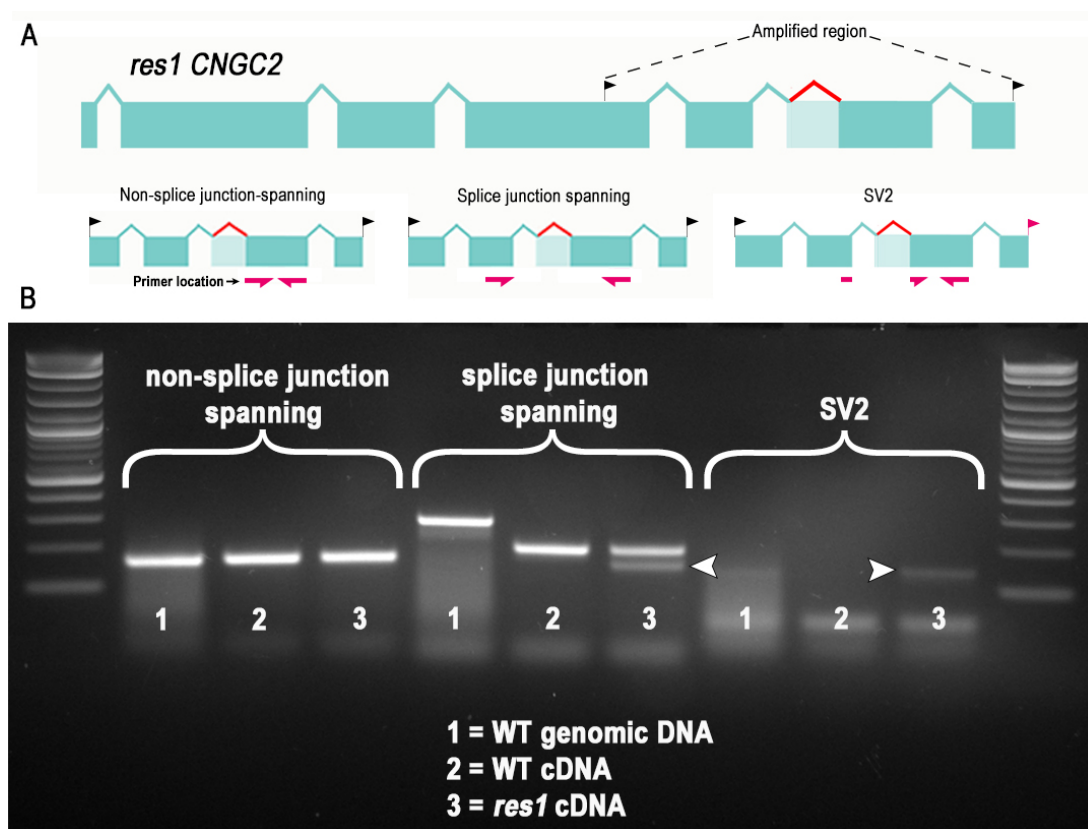 A
Amplified region
res1 CNGC2
Non-splice junction-spanning
Splice junction spanning
SV2
Primer location →
B
non-splice junction
spanning
splice junction
spanning
SV2
1 2 3 1 2 3 1 2 3
1 = WT genomic DNA
2 = WT cDNA
3 = res1 cDNA